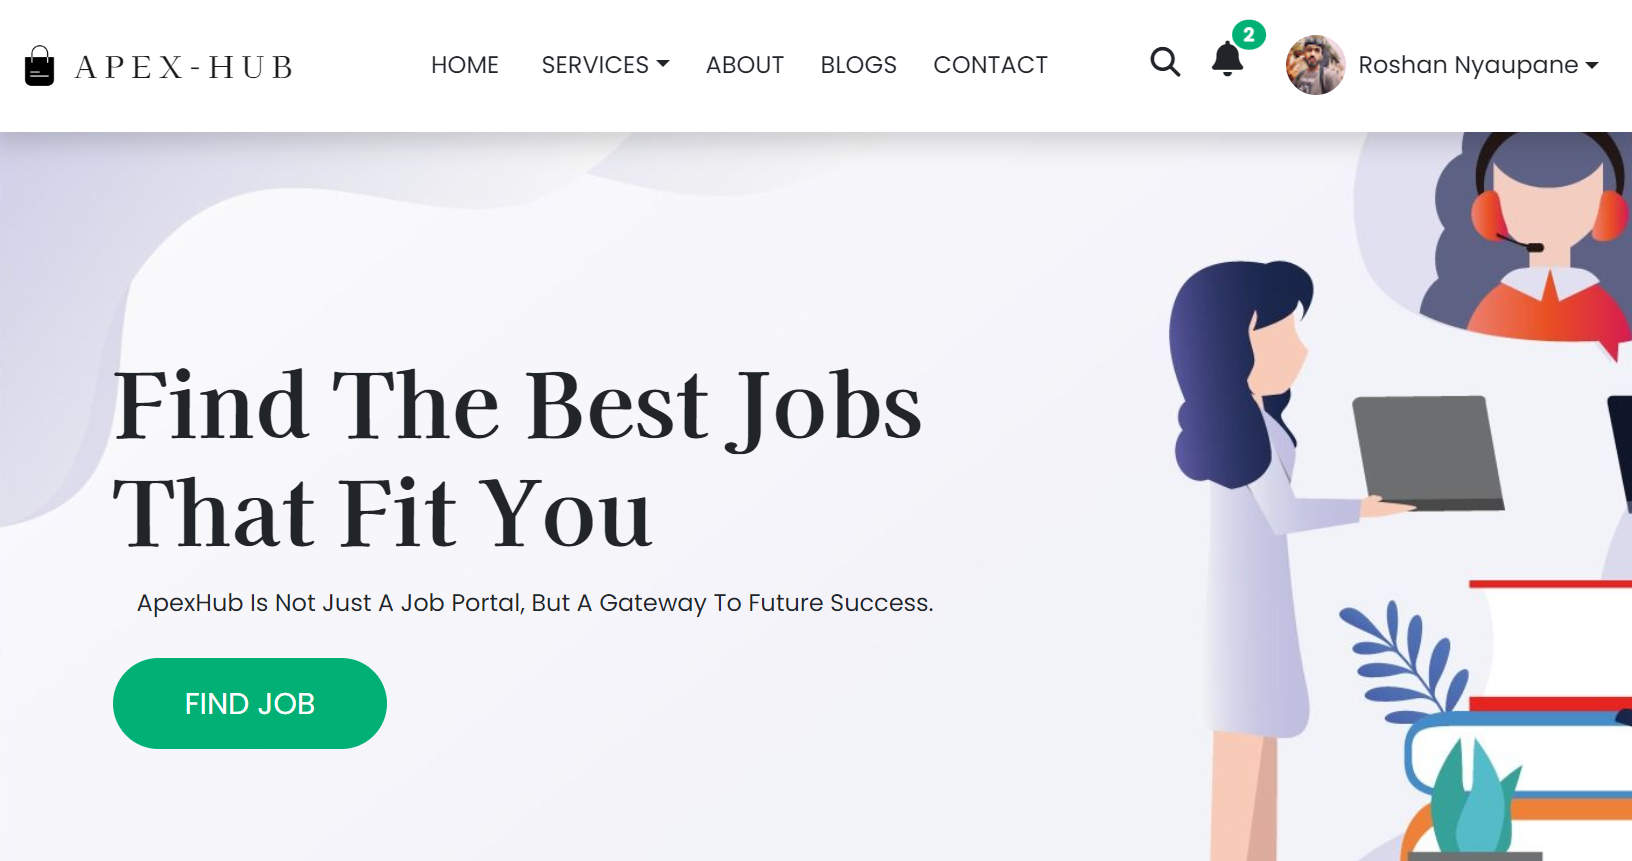 APEX-HUB
HOME SERVICES ABOUT BLOGS CONTACT
2
Roshan Nyaupane
Find The Best Jobs
That Fit You
ApexHub Is Not Just A Job Portal, But A Gateway To Future Success.
FIND JOB